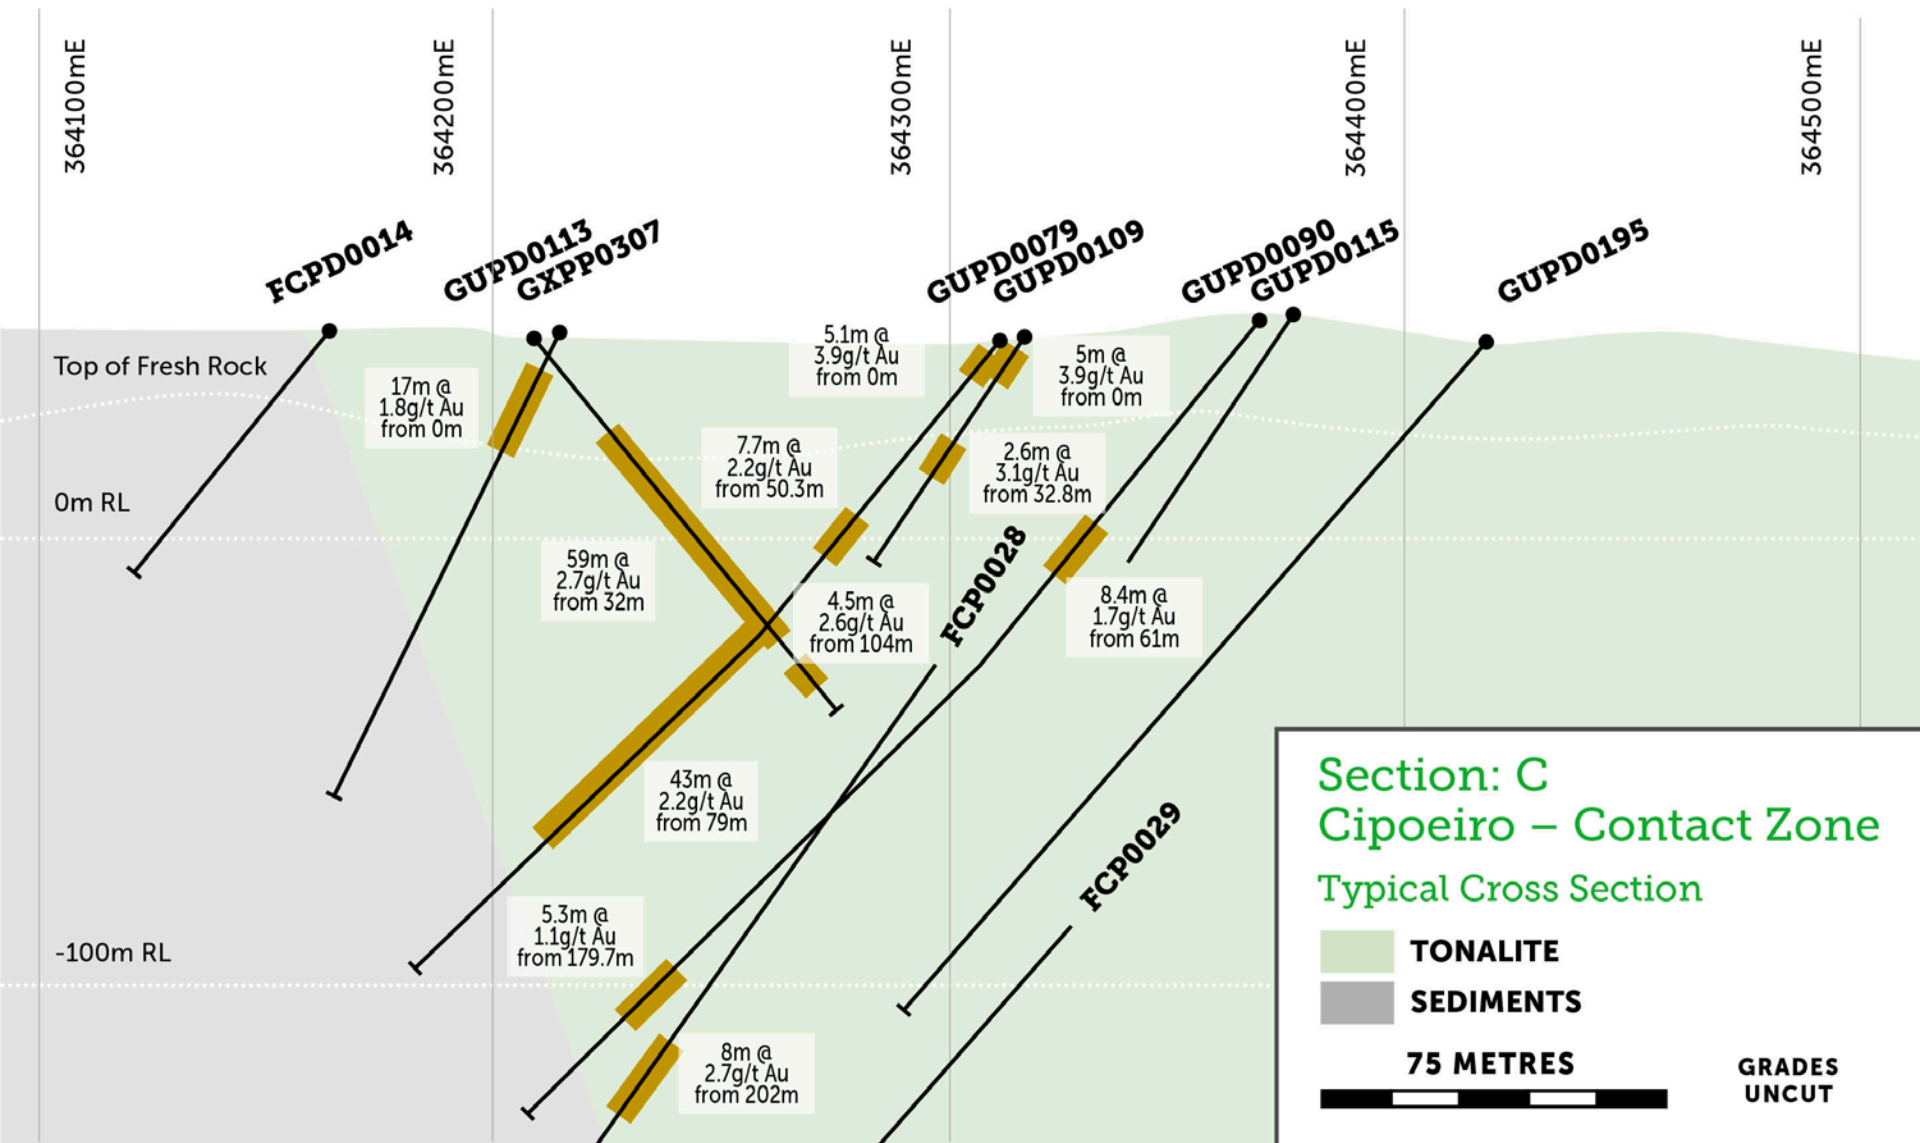 364100mE
364200mE
364300mE
364400mE
364500mE
FCPD0014
GUPD0113
GXPP0307
GUPD0079
GUPD0109
GUPD0090
GUPD0115
GUPD0195
Top of Fresh Rock
17m @
1.8g/t Au
from 0m
5.1m @
3.9g/t Au
from 0m
5m @
3.9g/t Au
from 0m
7.7m @
2.2g/t Au
from 50.3m
2.6m @
3.1g/t Au
from 32.8m
0m RL
59m @
2.7g/t Au
from 32m
4.5m @
2.6g/t Au
from 104m
FCP0028
8.4m @
1.7g/t Au
from 61m
43m @
2.2g/t Au
from 79m
FCP0029
5.3m @
1.1g/t Au
from 179.7m
-100m RL
8m @
2.7g/t Au
from 202m
Section: C
Cipoeiro – Contact Zone
Typical Cross Section
TONALITE
SEDIMENTS
75 METRES
GRADES
UNCUT